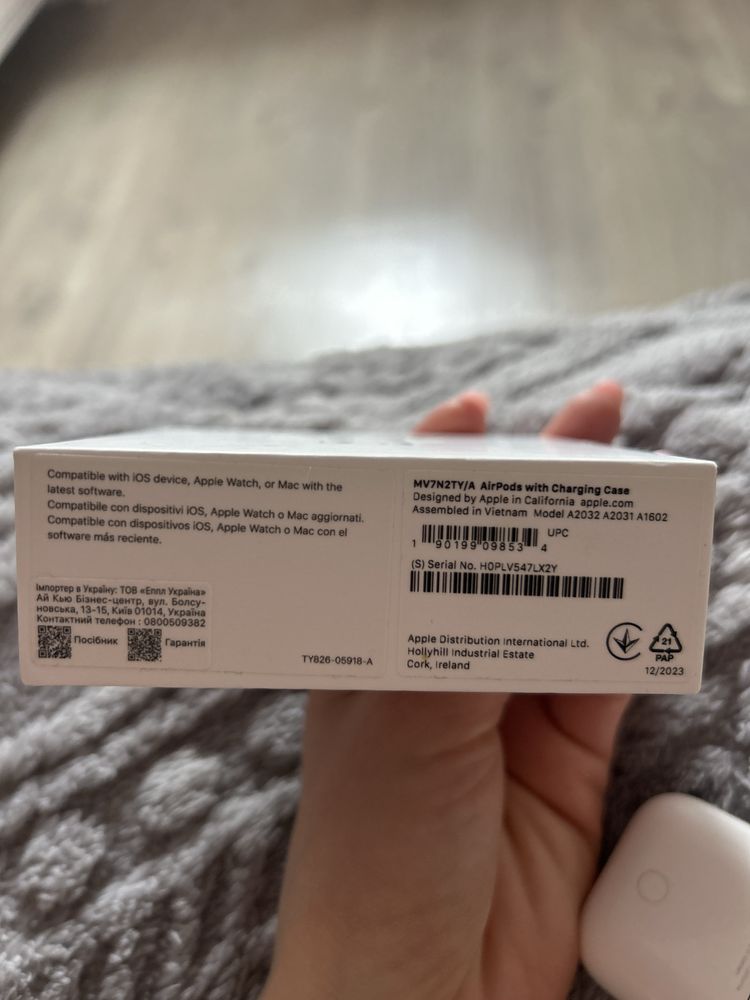 Compatible with iOS device, Apple Watch, or Mac with the
latest software.
Compatibile con dispositivi iOS, Apple Watch o Mac aggiornati.
Compatible con dispositivos iOS, Apple Watch o Mac con el
software más reciente.
Імпортер в Україну: ТОВ «Еппл Україна»
Ай Кью Бізнес-центр, вул. Болсу-
новська, 13-15, Київ 01014, Україна
Контактний телефон : 0800509382
Посібник
Гарантія
TY826-05918-A
MV7N2TY/A AirPods with Charging Case
Designed by Apple in California apple.com
Assembled in Vietnam Model A2032 A2031 A1602
UPC
1 90199 09853 4
(S) Serial No. H0PLV547LX2Y
Apple Distribution International Ltd.
Hollyhill Industrial Estate
Cork, Ireland
21
PAP
12/2023